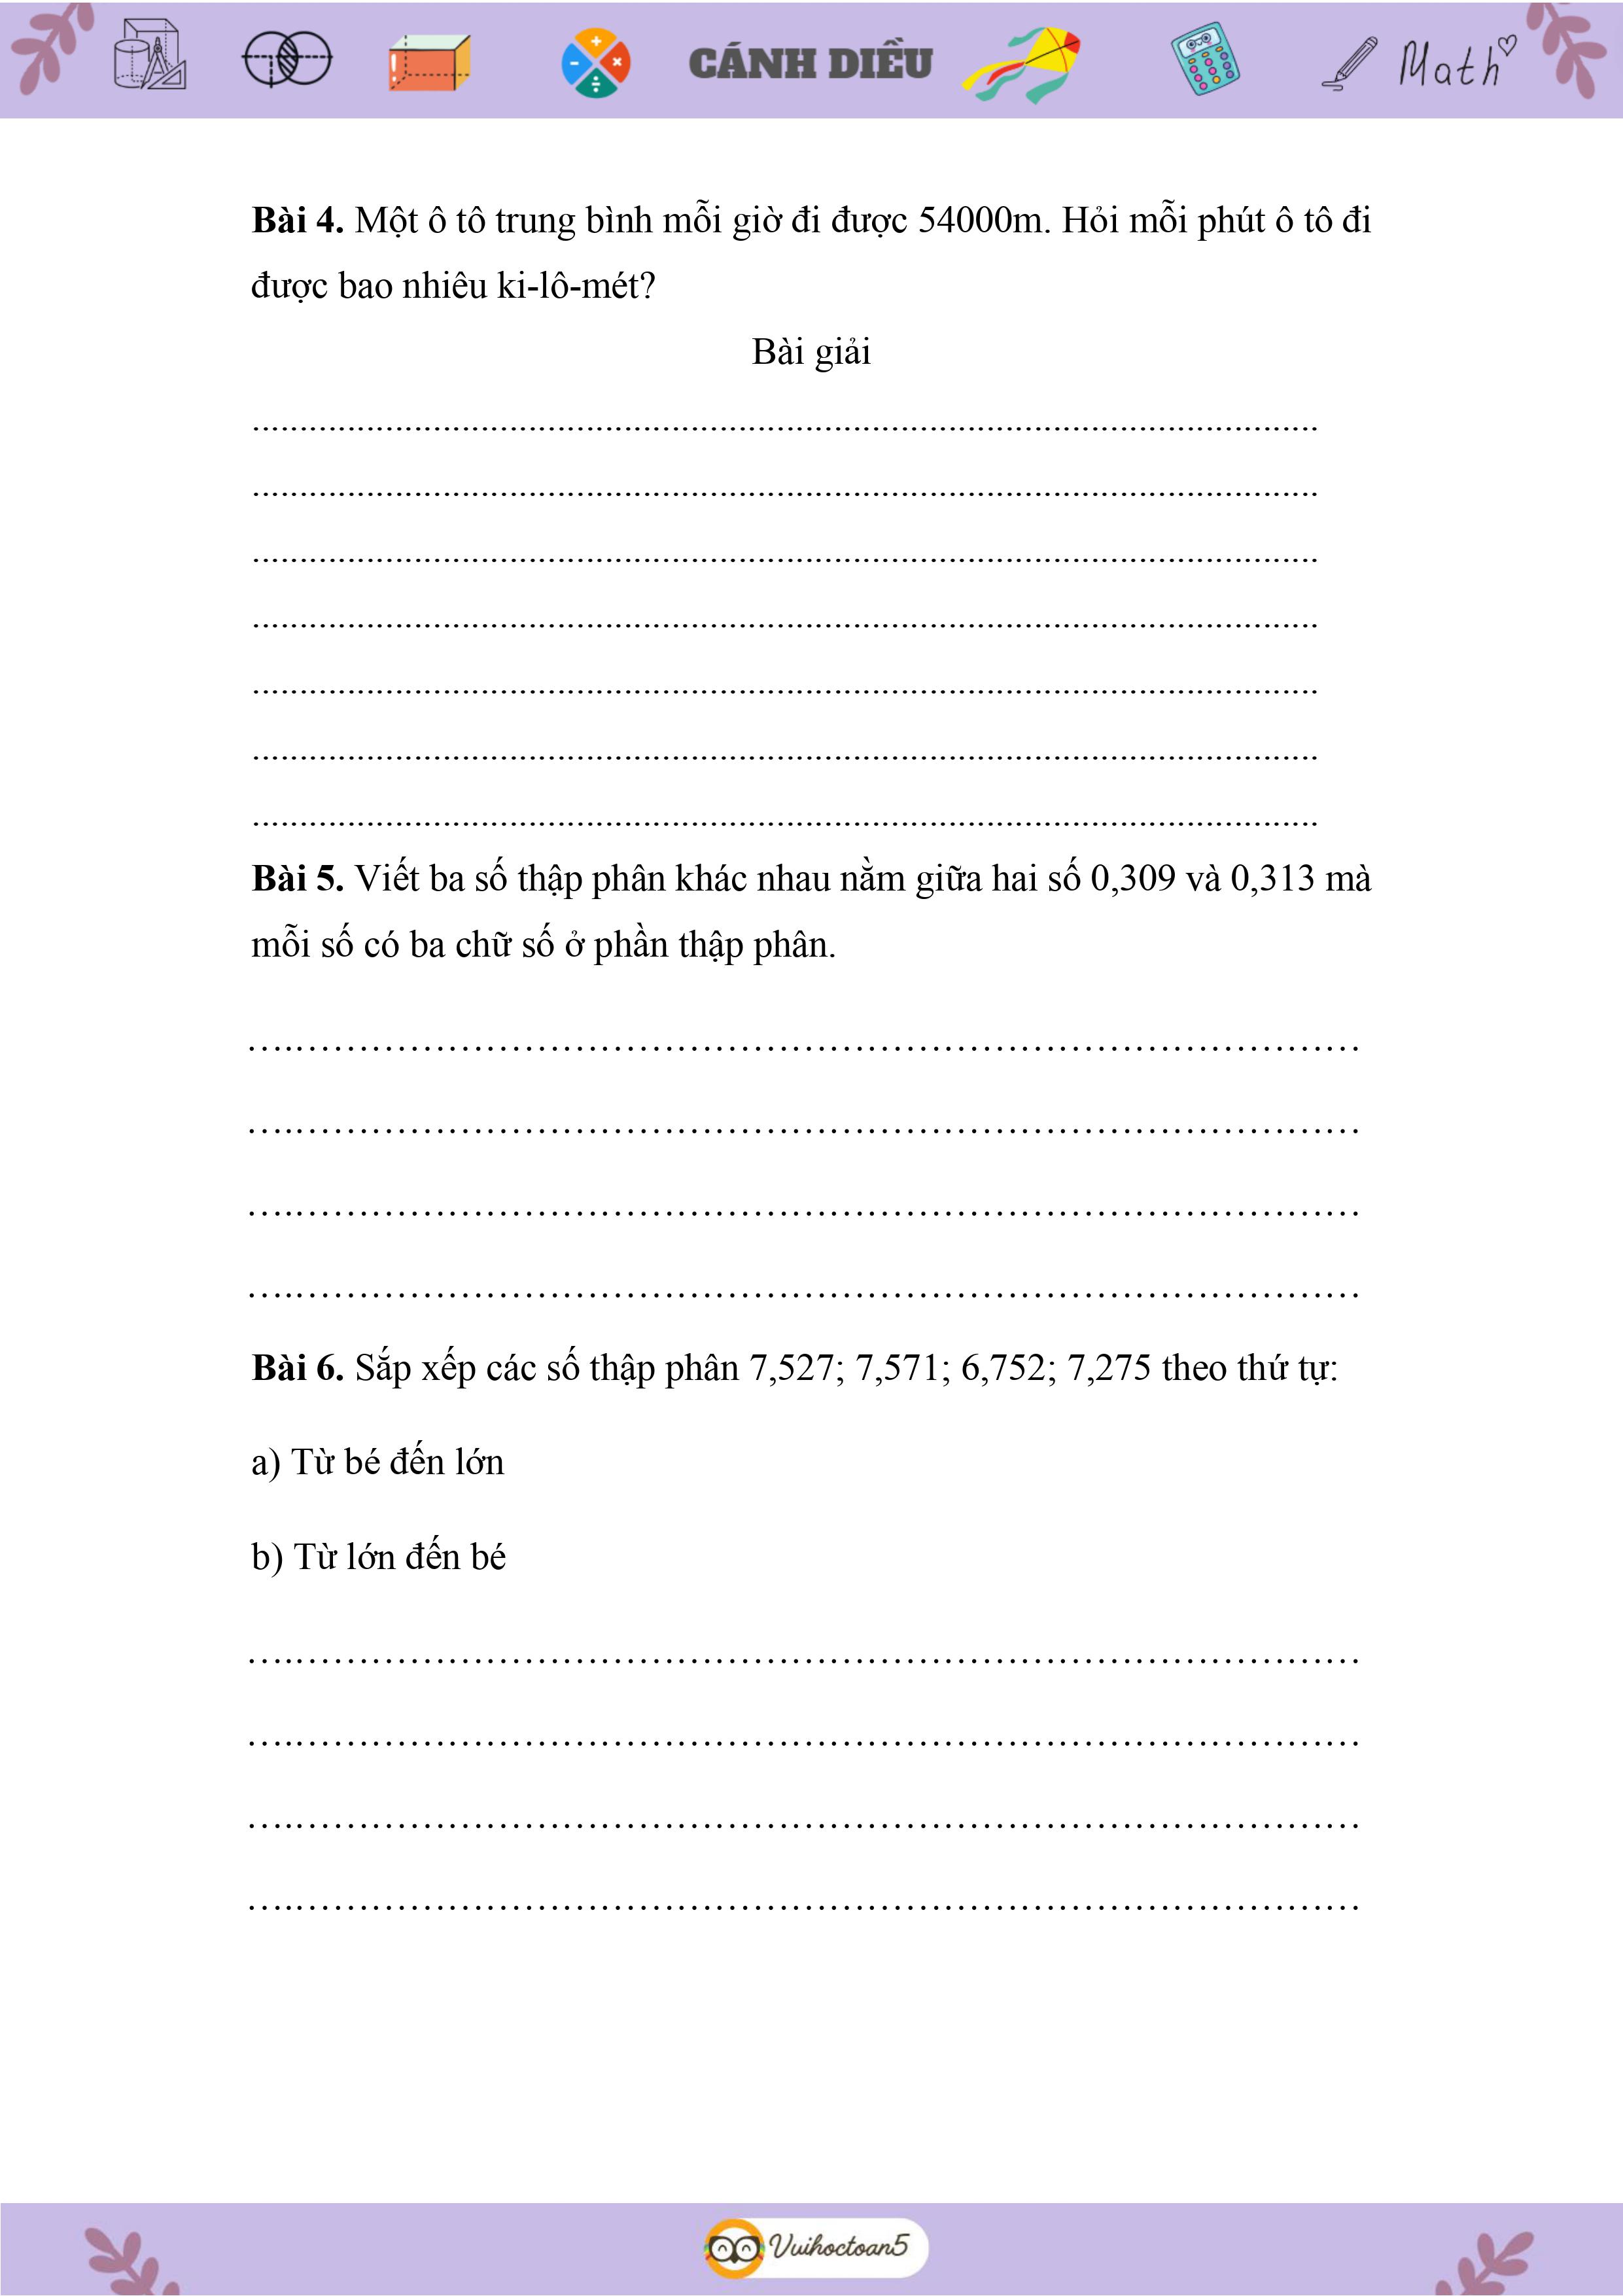 CÁNH DIỀU
Math
Bài 4. Một ô tô trung bình mỗi giờ đi được 54000m. Hỏi mỗi phút ô tô đi
được bao nhiêu ki-lô-mét?
Bài giải
Bài 5. Viết ba số thập phân khác nhau nằm giữa hai số 0,309 và 0,313 mà
mỗi số có ba chữ số ở phần thập phân.
Bài 6. Sắp xếp các số thập phân 7,527; 7,571; 6,752; 7,275 theo thứ tự:
a) Từ bé đến lớn
b) Từ lớn đến bé
Vuihoctoan5